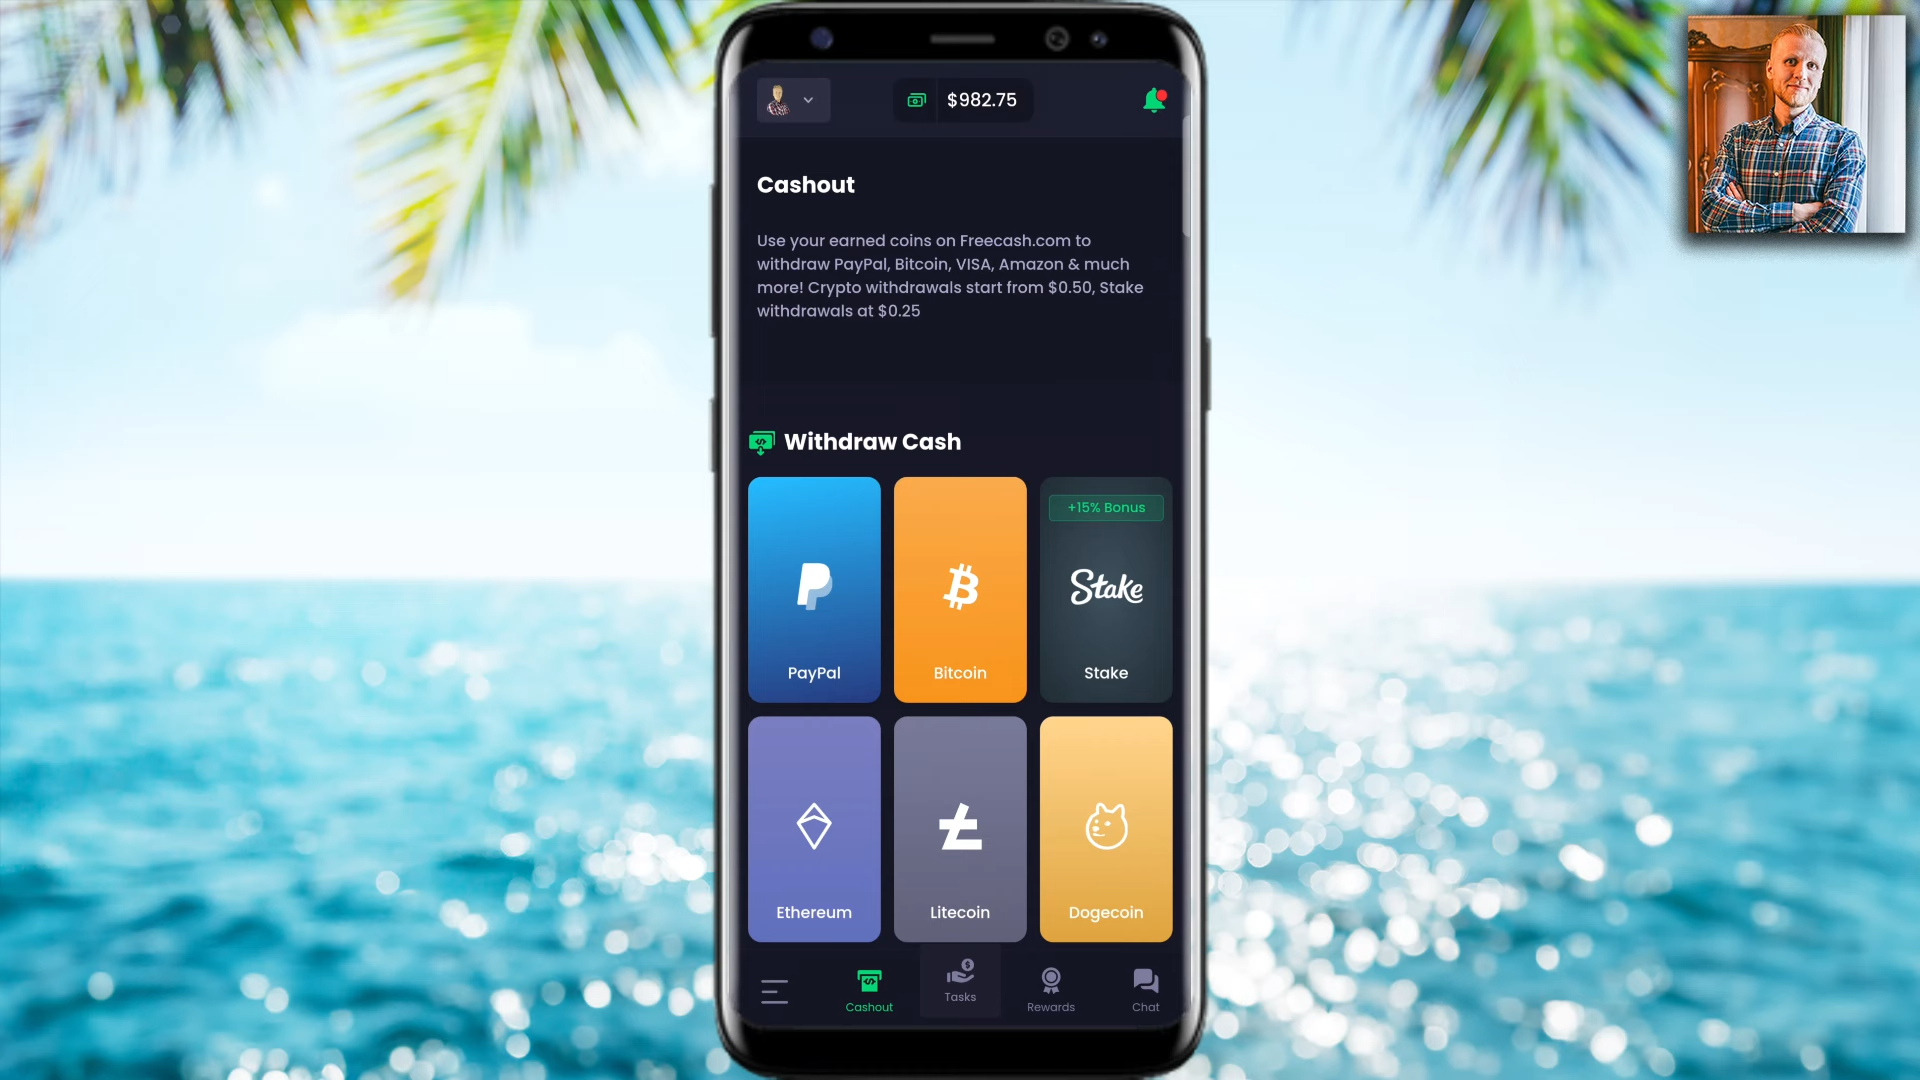 $982.75
Cashout
Use your earned coins on Freecash.com to
withdraw PayPal, Bitcoin, VISA, Amazon & much
more! Crypto withdrawals start from $0.50, Stake
withdrawals at $0.25
Withdraw Cash
+15% Bonus
Stake
PayPal
Bitcoin
Stake
Ethereum
Litecoin
Dogecoin
Cashout
Tasks
Rewards
Chat